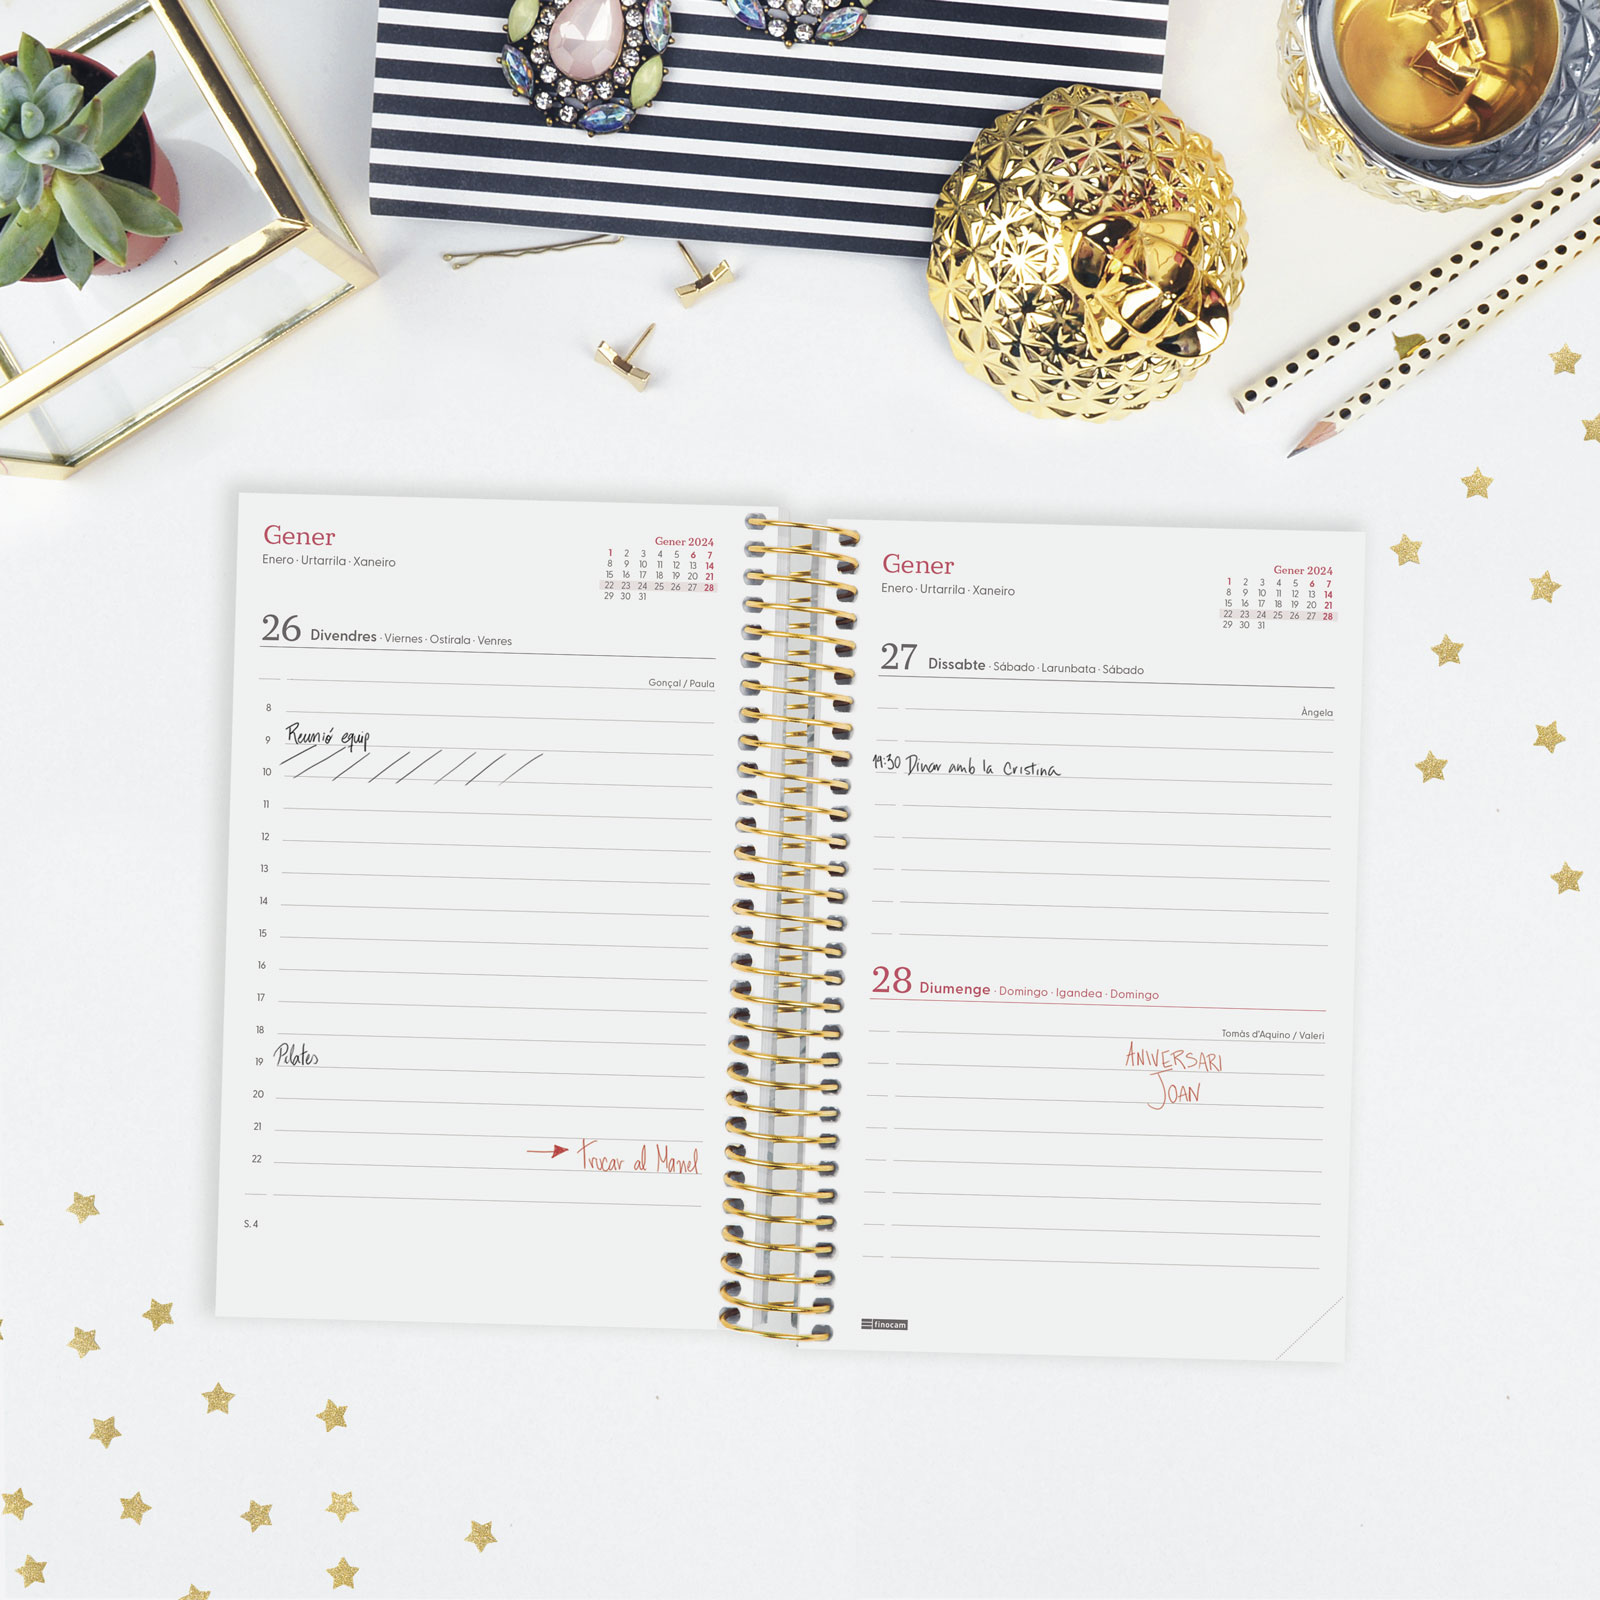 Gener
Enero · Urtarrila · Xaneiro
Gener 2024
1 2 3 4 5 6 7
8 9 10 11 12 13 14
15 16 17 18 19 20 21
22 23 24 25 26 27 28
29 30 31
26 Divendres · Viernes · Ostirala · Venres
Gonçal / Paula
8
9 Reunió equip
10
11
12
13
14
15
16
17
18
19 Pilates
20
21
22 Trucar al Manel
S. 4
Gener
Enero · Urtarrila · Xaneiro
Gener 2024
1 2 3 4 5 6 7
8 9 10 11 12 13 14
15 16 17 18 19 20 21
22 23 24 25 26 27 28
29 30 31
27 Dissabte · Sábado · Larunbata · Sábado
Àngela
14:30 Dinar amb la Cristina
28 Diumenge · Domingo · Igandea · Domingo
Tomàs d'Aquino / Valeri
ANIVERSARI
JOAN
finocam